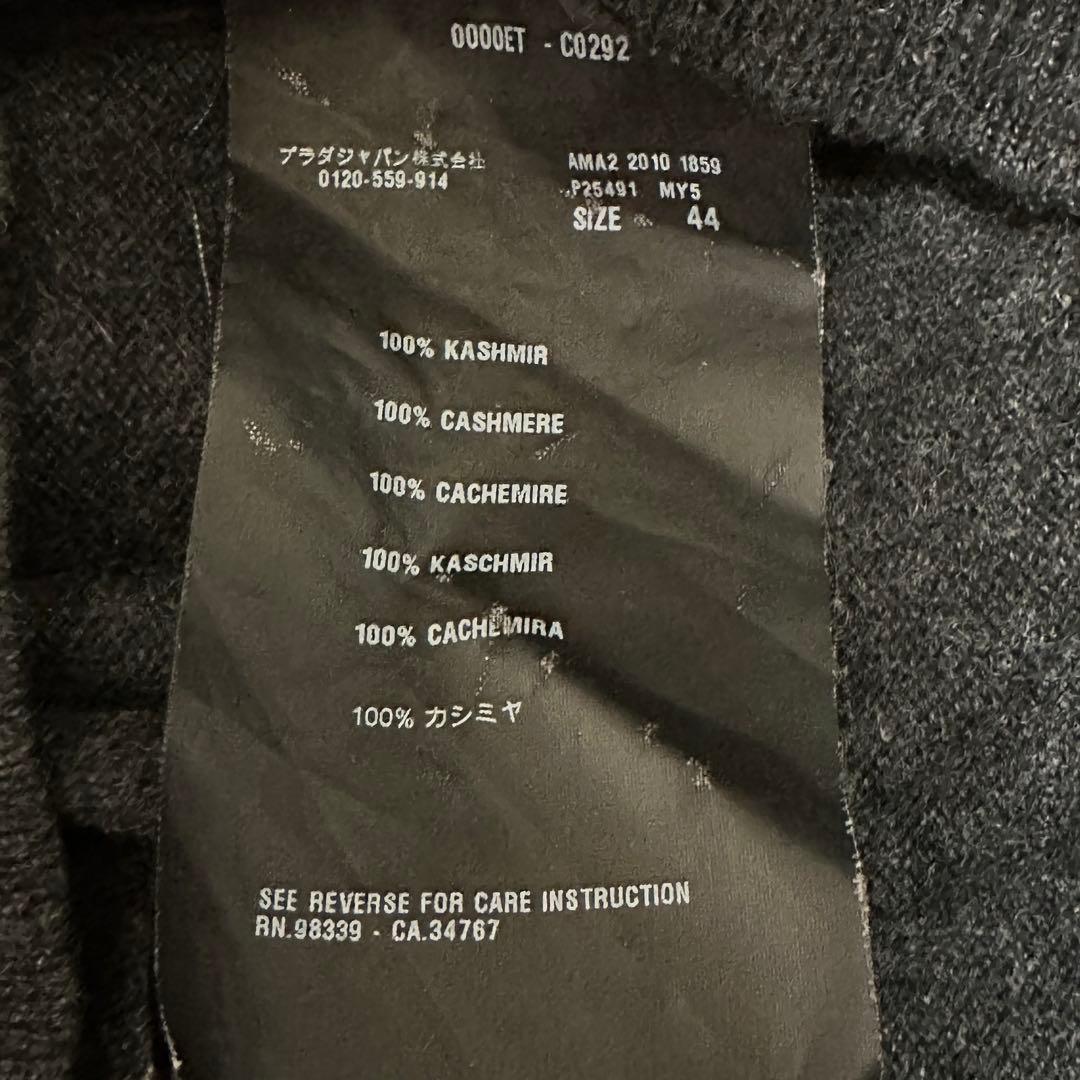 0000ET - C0292
プラダジャパン株式会社
0120-559-914
AMA2 2010 1859
P25491 MY5
SIZE 44
100% KASHMIR
100% CASHMERE
100% CACHEMIRE
100% KASCHMIR
100% CACHEMIRA
100% カシミヤ
SEE REVERSE FOR CARE INSTRUCTION
RN.98339 - CA.34767